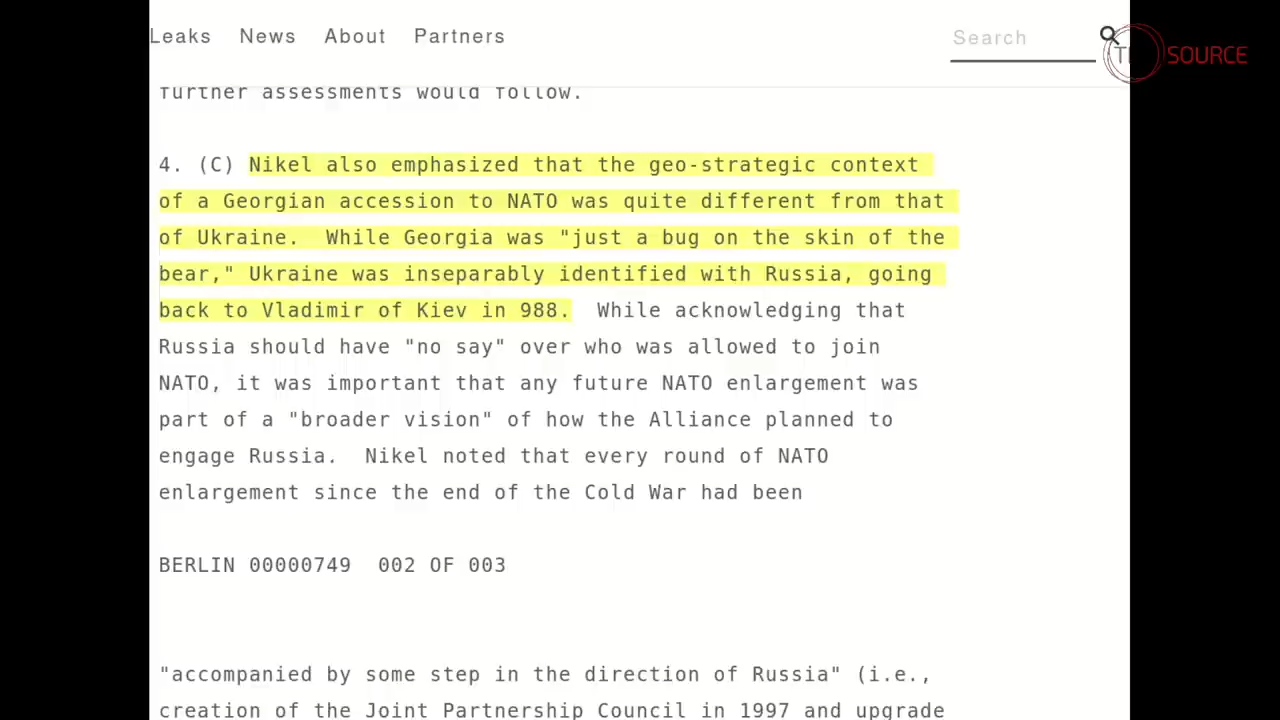 Leaks News About Partners
Search
SOURCE
further assessments would follow.
4. (C) Nikel also emphasized that the geo-strategic context
of a Georgian accession to NATO was quite different from that
of Ukraine. While Georgia was "just a bug on the skin of the
bear," Ukraine was inseparably identified with Russia, going
back to Vladimir of Kiev in 988. While acknowledging that
Russia should have "no say" over who was allowed to join
NATO, it was important that any future NATO enlargement was
part of a "broader vision" of how the Alliance planned to
engage Russia. Nikel noted that every round of NATO
enlargement since the end of the Cold War had been
BERLIN 00000749 002 OF 003
"accompanied by some step in the direction of Russia" (i.e.,
creation of the Joint Partnership Council in 1997 and upgrade